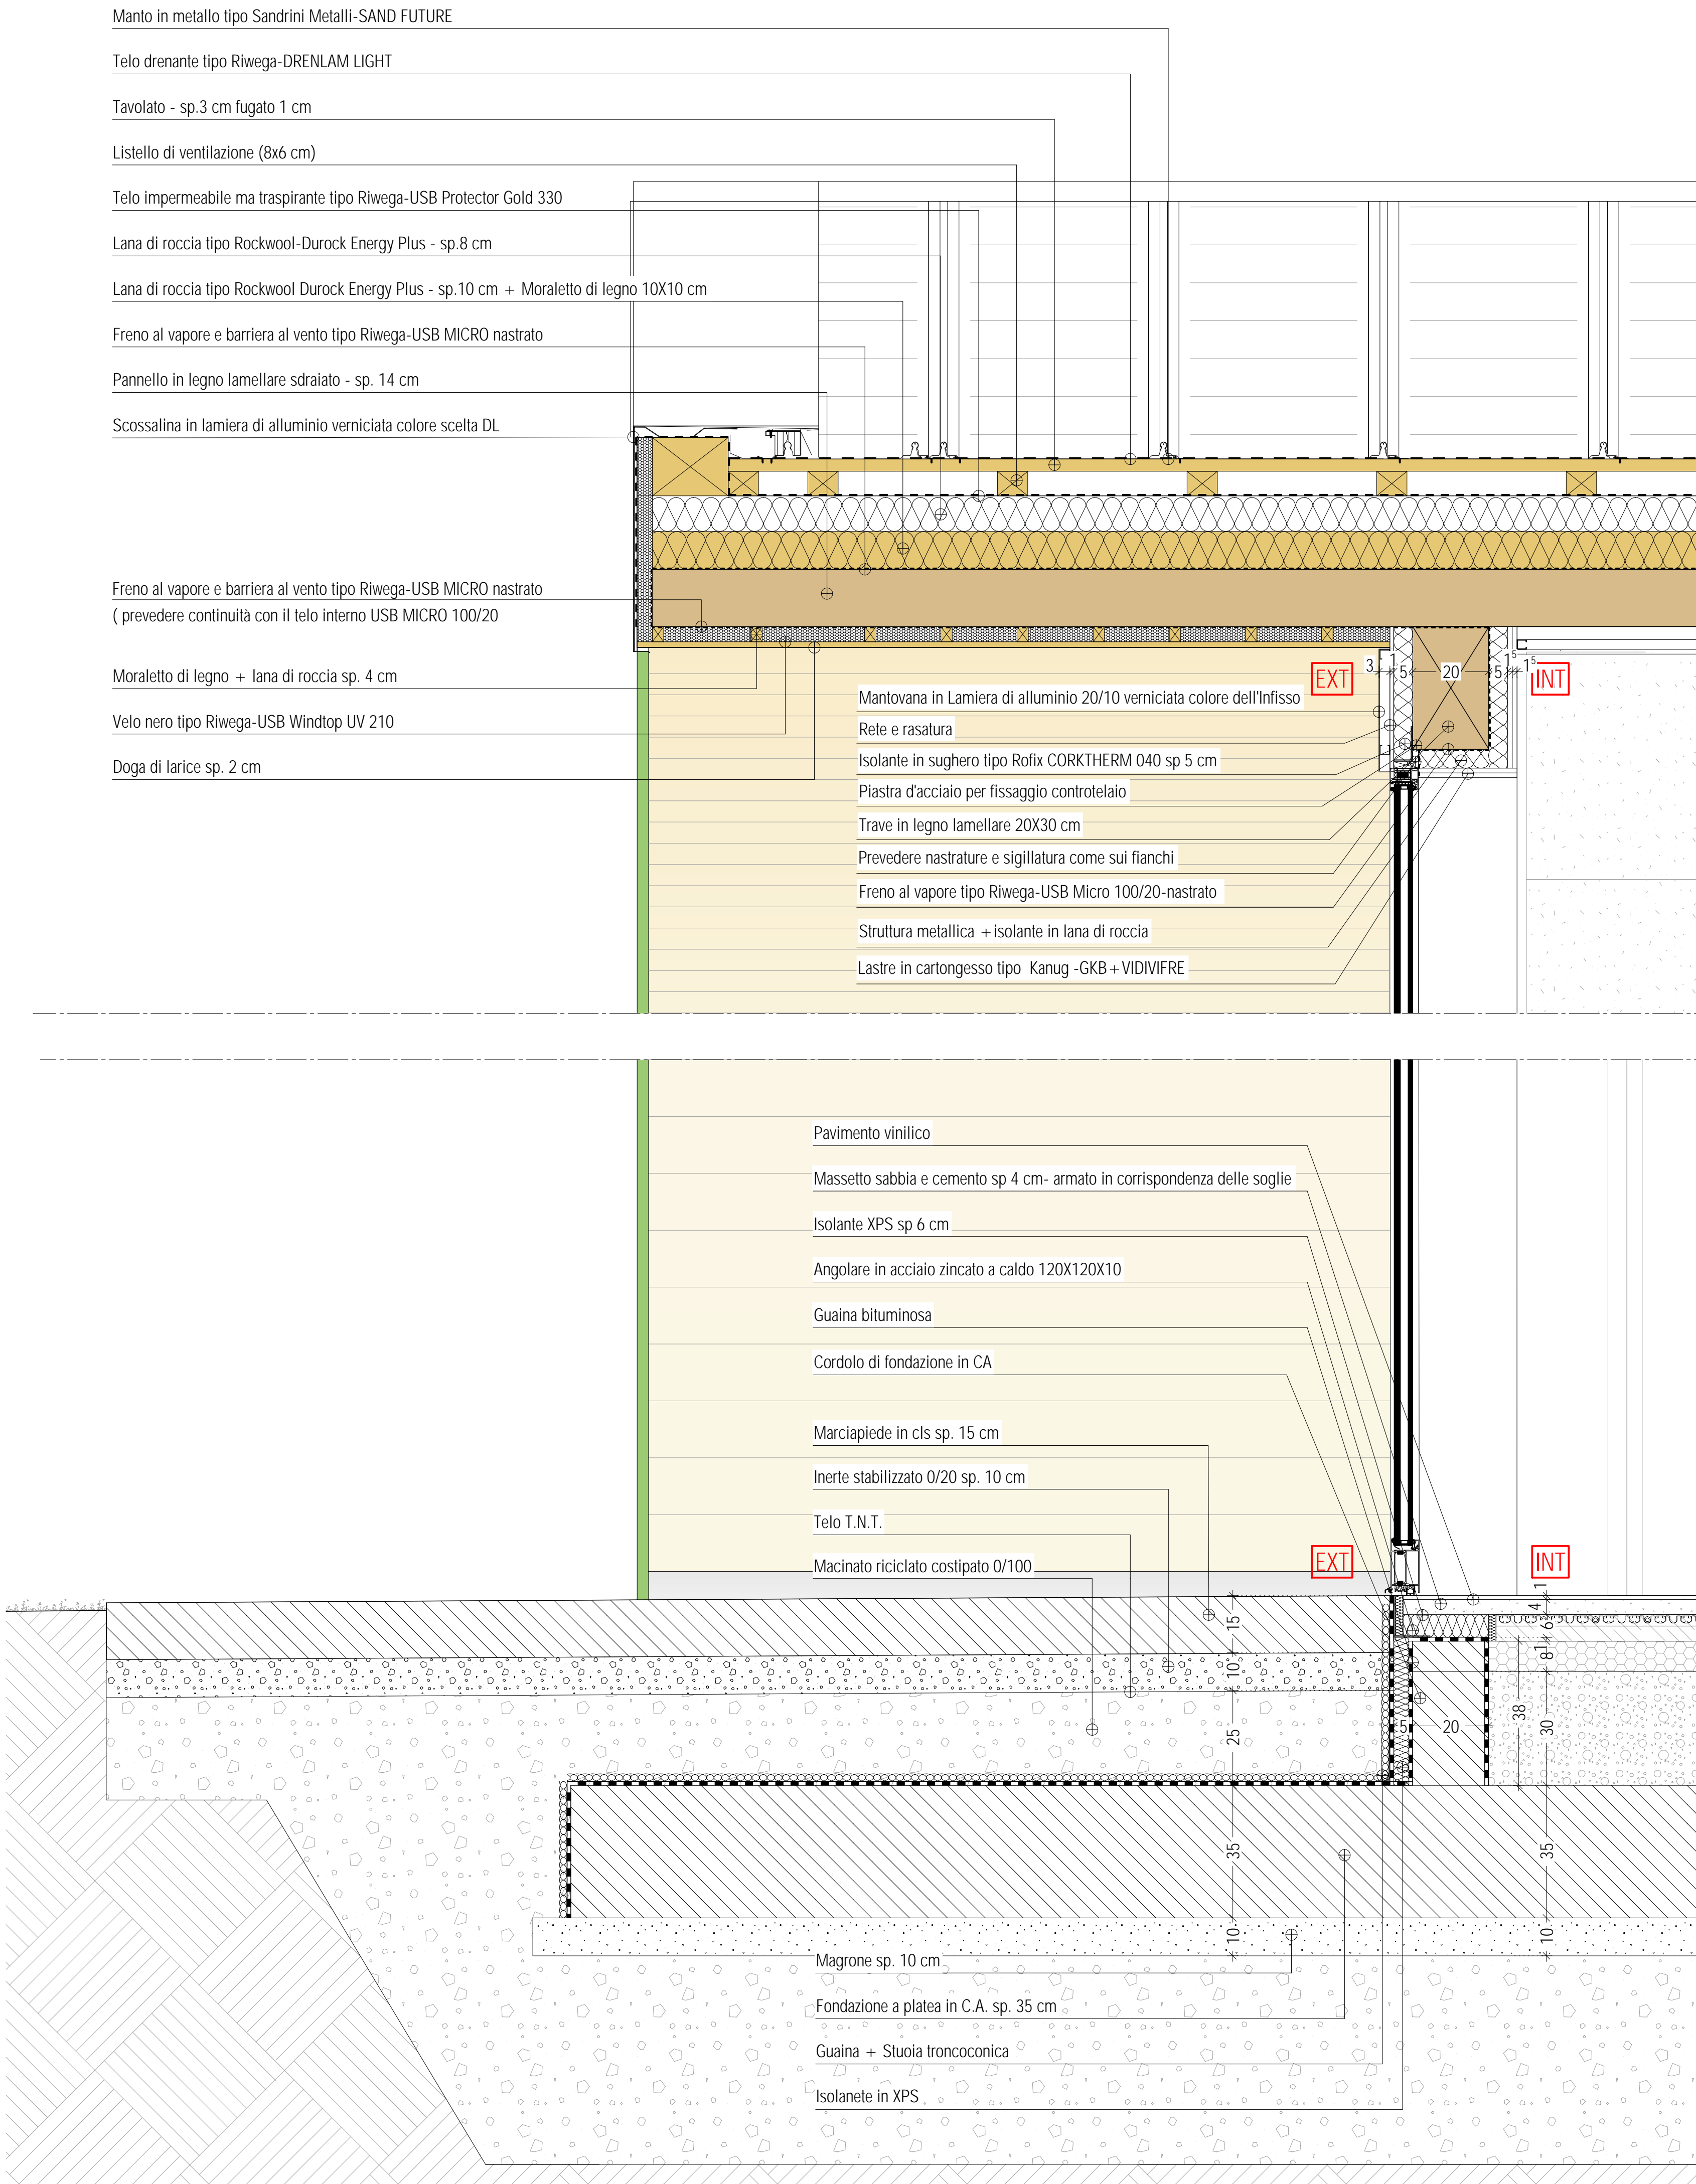 Manto in metallo tipo Sandrini Metalli-SAND FUTURE
Telo drenante tipo Riwega-DRENLAM LIGHT
Tavolato - sp.3 cm fugato 1 cm
Listello di ventilazione (8x6 cm)
Telo impermeabile ma traspirante tipo Riwega-USB Protector Gold 330
Lana di roccia tipo Rockwool-Durock Energy Plus - sp.8 cm
Lana di roccia tipo Rockwool Durock Energy Plus - sp.10 cm + Moraletto di legno 10X10 cm
Freno al vapore e barriera al vento tipo Riwega-USB MICRO nastrato
Pannello in legno lamellare sdraiato - sp. 14 cm
Scossalina in lamiera di alluminio verniciata colore scelta DL
Freno al vapore e barriera al vento tipo Riwega-USB MICRO nastrato
( prevedere continuità con il telo interno USB MICRO 100/20
Moraletto di legno + lana di roccia sp. 4 cm
Velo nero tipo Riwega-USB Windtop UV 210
Doga di larice sp. 2 cm
EXT
3
1
5
20
5
1⁵
1⁵
INT
Mantovana in Lamiera di alluminio 20/10 verniciata colore dell'Infisso
Rete e rasatura
Isolante in sughero tipo Rofix CORKTHERM 040 sp 5 cm
Piastra d'acciaio per fissaggio controtelaio
Trave in legno lamellare 20X30 cm
Prevedere nastrature e sigillatura come sui fianchi
Freno al vapore tipo Riwega-USB Micro 100/20-nastrato
Struttura metallica +isolante in lana di roccia
Lastre in cartongesso tipo Kanug -GKB+VIDIVIFRE
Pavimento vinilico
Massetto sabbia e cemento sp 4 cm- armato in corrispondenza delle soglie
Isolante XPS sp 6 cm
Angolare in acciaio zincato a caldo 120X120X10
Guaina bituminosa
Cordolo di fondazione in CA
Marciapiede in cls sp. 15 cm
Inerte stabilizzato 0/20 sp. 10 cm
Telo T.N.T.
Macinato riciclato costipato 0/100
EXT
INT
15
10
25
35
10
5
20
38
1
4
6⁵
1
8
30
35
10
Magrone sp. 10 cm
Fondazione a platea in C.A. sp. 35 cm
Guaina + Stuoia troncoconica
Isolanete in XPS